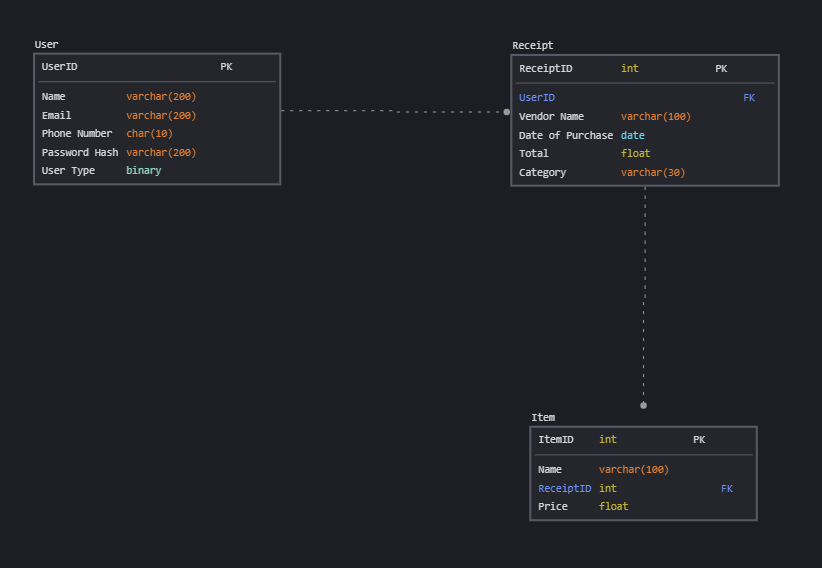 User
UserID PK
Name varchar(200)
Email varchar(200)
Phone Number char(10)
Password Hash varchar(200)
User Type binary
Receipt
ReceiptID int PK
UserID FK
Vendor Name varchar(100)
Date of Purchase date
Total float
Category varchar(30)
Item
ItemID int PK
Name varchar(100)
ReceiptID int FK
Price float